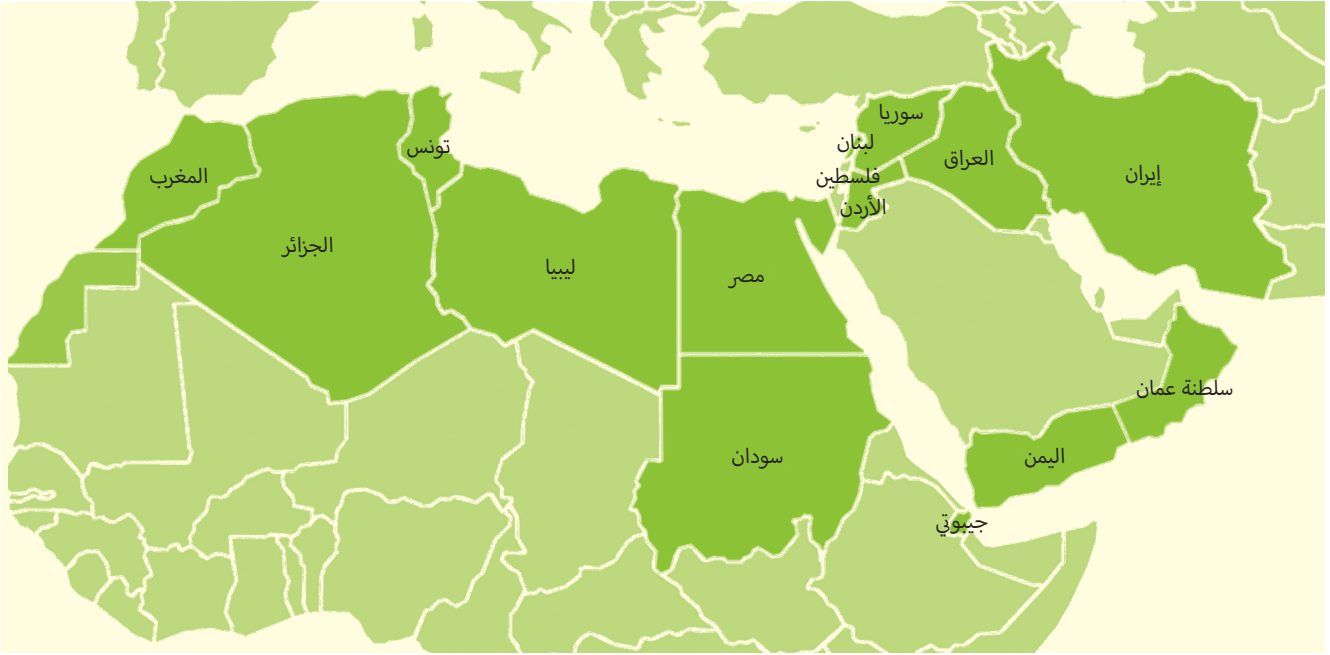 سوريا
لبنان
تونس
العراق
إيران
فلسطين
المغرب
الأردن
الجزائر
ليبيا
مصر
سلطنة عمان
سودان
اليمن
جيبوتي